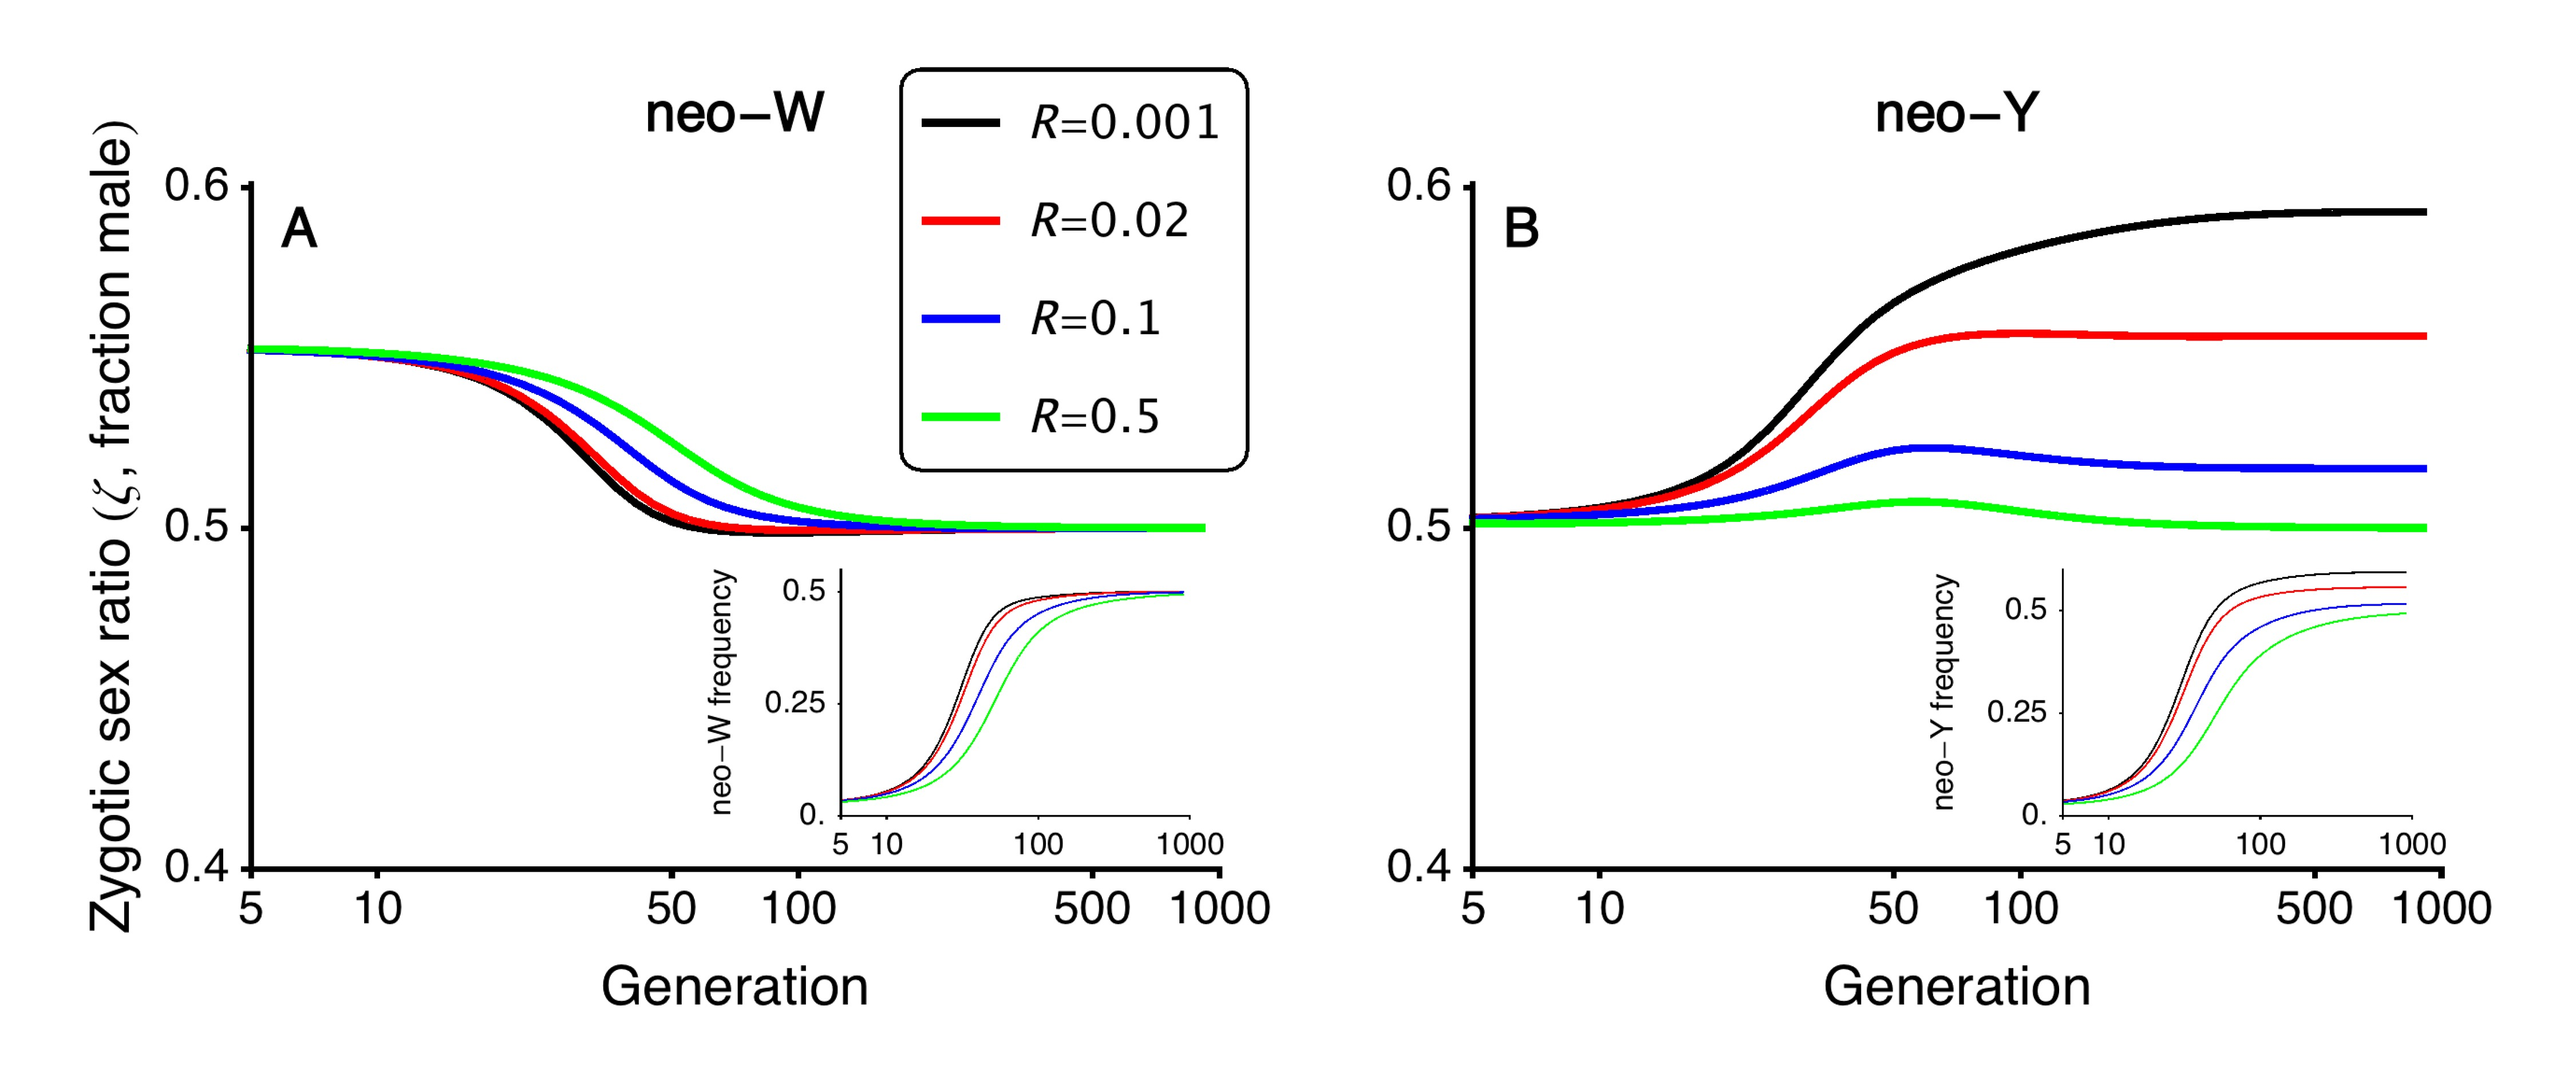 neo−W
neo−Y
R=0.001
R=0.02
R=0.1
R=0.5
A
B
Zygotic sex ratio (ζ, fraction male)
0.6
0.5
0.4
5 10 50 100 500 1000
Generation
neo−W frequency
0.5
0.25
0.
5 10 100 1000
0.6
0.5
0.4
5 10 50 100 500 1000
Generation
neo−Y frequency
0.5
0.25
0.
5 10 100 1000